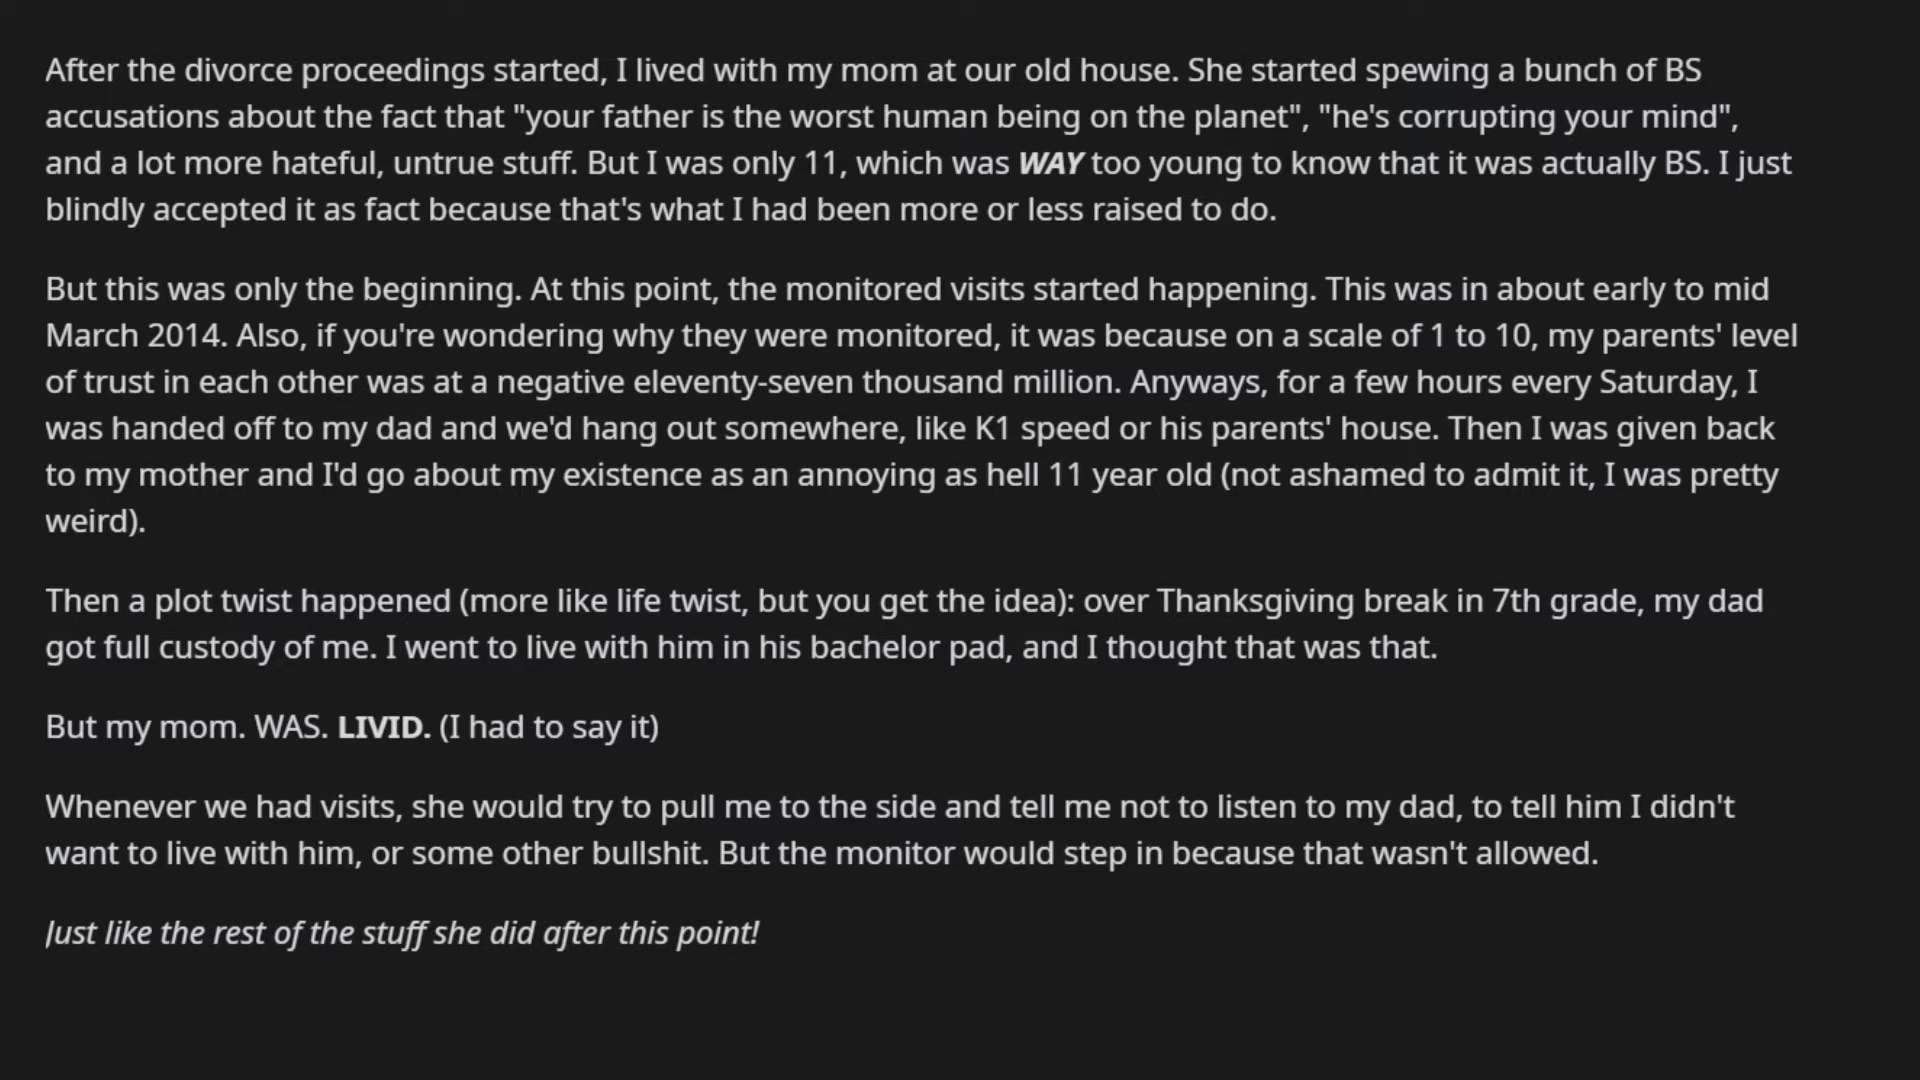 After the divorce proceedings started, I lived with my mom at our old house. She started spewing a bunch of BS
accusations about the fact that "your father is the worst human being on the planet", "he's corrupting your mind",
and a lot more hateful, untrue stuff. But I was only 11, which was WAY too young to know that it was actually BS. I just
blindly accepted it as fact because that's what I had been more or less raised to do.
But this was only the beginning. At this point, the monitored visits started happening. This was in about early to mid
March 2014. Also, if you're wondering why they were monitored, it was because on a scale of 1 to 10, my parents' level
of trust in each other was at a negative eleventy-seven thousand million. Anyways, for a few hours every Saturday, I
was handed off to my dad and we'd hang out somewhere, like K1 speed or his parents' house. Then I was given back
to my mother and I'd go about my existence as an annoying as hell 11 year old (not ashamed to admit it, I was pretty
weird).
Then a plot twist happened (more like life twist, but you get the idea): over Thanksgiving break in 7th grade, my dad
got full custody of me. I went to live with him in his bachelor pad, and I thought that was that.
But my mom. WAS. LIVID. (I had to say it)
Whenever we had visits, she would try to pull me to the side and tell me not to listen to my dad, to tell him I didn't
want to live with him, or some other bullshit. But the monitor would step in because that wasn't allowed.
Just like the rest of the stuff she did after this point!